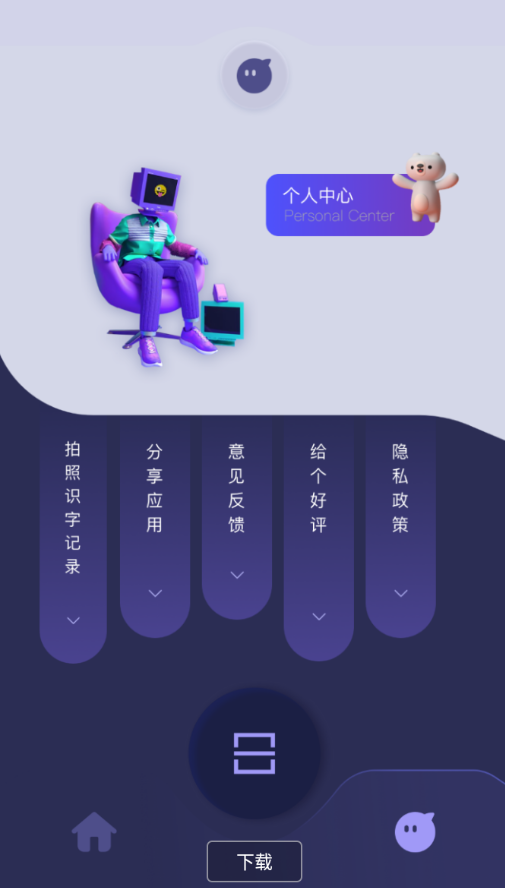 个人中心
Personal Center
拍照识字记录
分享应用
意见反馈
给个好评
隐私政策
下载